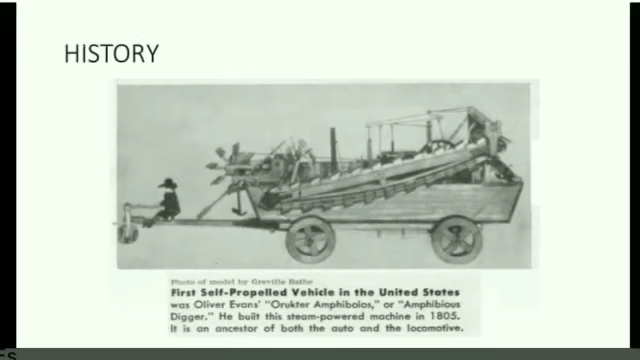 HISTORY
Photo of model by Greville Bathe
First Self-Propelled Vehicle in the United States
was Oliver Evans' "Orukter Amphibolos," or "Amphibious
Digger." He built this steam-powered machine in 1805.
It is an ancestor of both the auto and the locomotive.